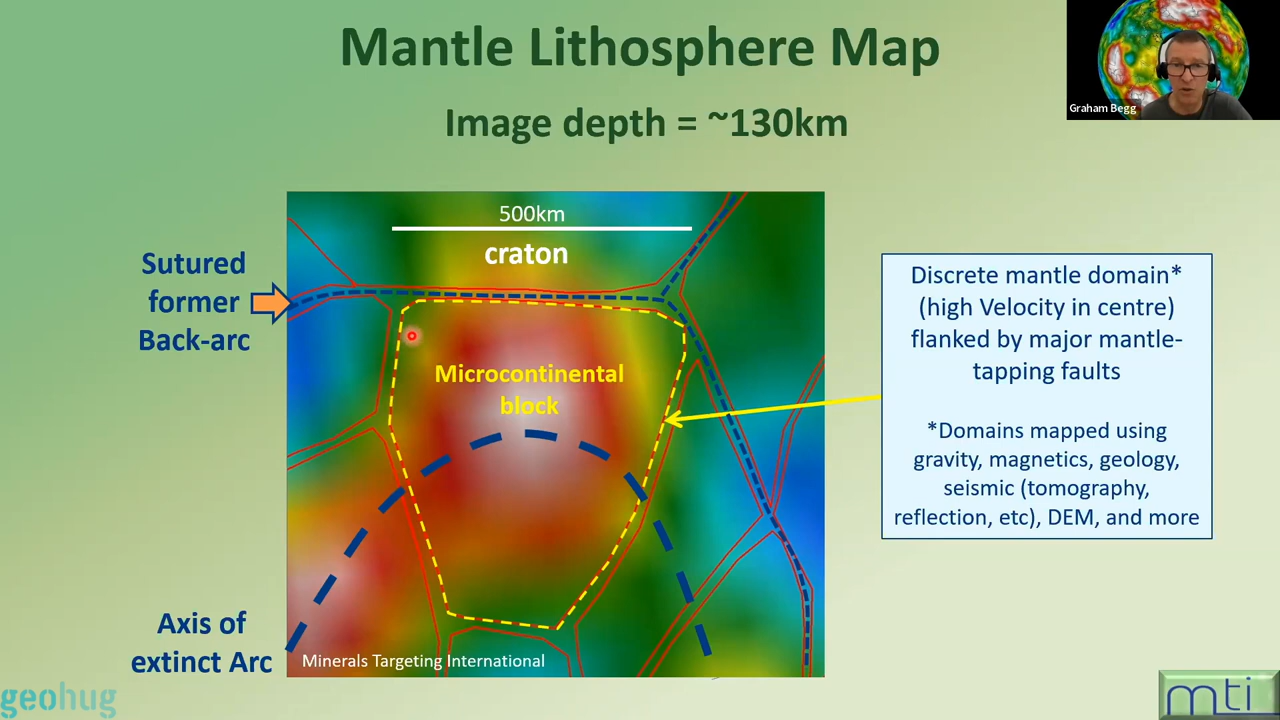 Mantle Lithosphere Map
Image depth = ~130km
Graham Begg
500km
craton
Sutured
former
Back-arc
Microcontinental
block
Discrete mantle domain*
(high Velocity in centre)
flanked by major mantle-
tapping faults
*Domains mapped using
gravity, magnetics, geology,
seismic (tomography,
reflection, etc), DEM, and more
Axis of
extinct Arc
Minerals Targeting International
geohug
mti